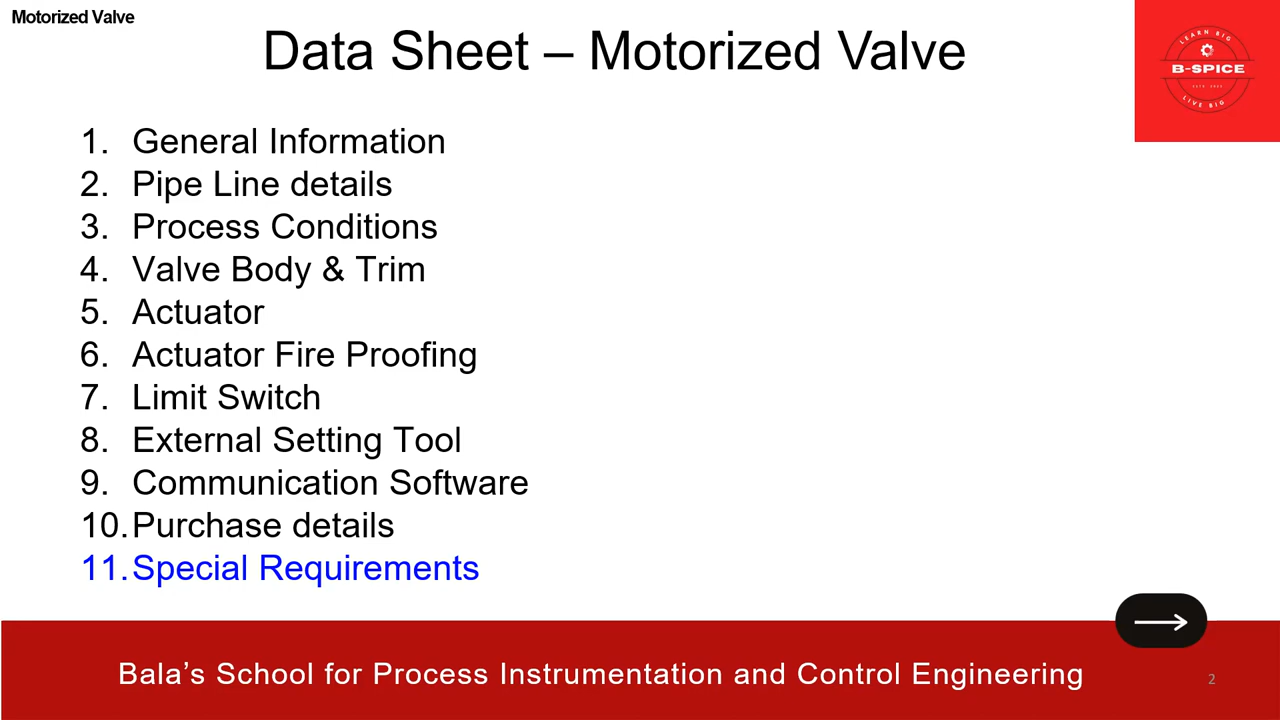 Motorized Valve
Data Sheet – Motorized Valve
LEARN BIG
B-SPICE
LIVE BIG
1. General Information
2. Pipe Line details
3. Process Conditions
4. Valve Body & Trim
5. Actuator
6. Actuator Fire Proofing
7. Limit Switch
8. External Setting Tool
9. Communication Software
10. Purchase details
11. Special Requirements
Bala’s School for Process Instrumentation and Control Engineering
2